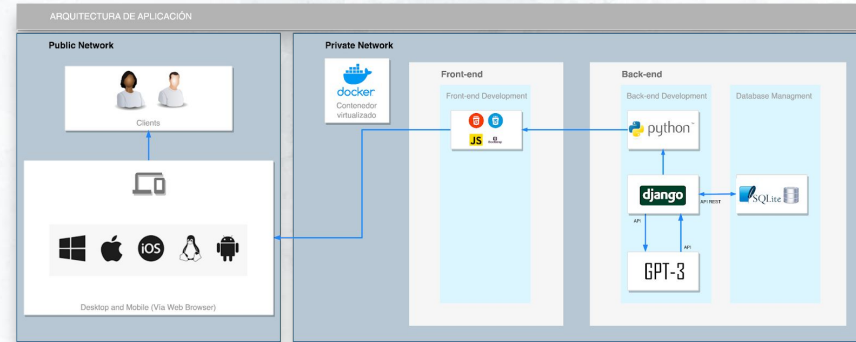 ARQUITECTURA DE APLICACIÓN
Public Network
Clients
Desktop and Mobile (Via Web Browser)
iOS
Private Network
docker
Contenedor
virtualizado
Front-end
Front-end Development
JS
Back-end
Back-end Development
Database Managment
python
django
API REST
SQLite
API
API
GPT-3